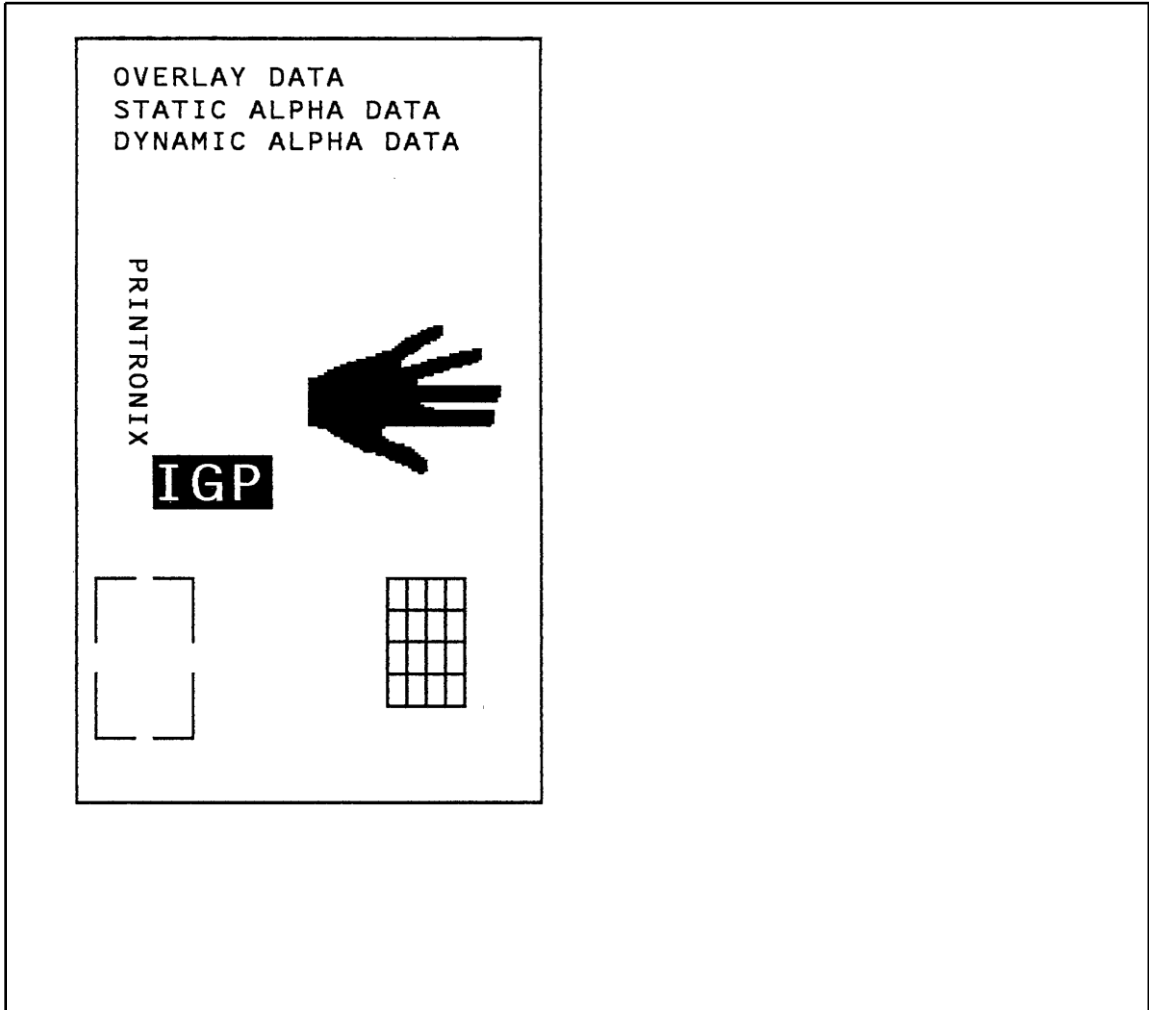 OVERLAY DATA
STATIC ALPHA DATA
DYNAMIC ALPHA DATA
PRINTRONIX
IGP